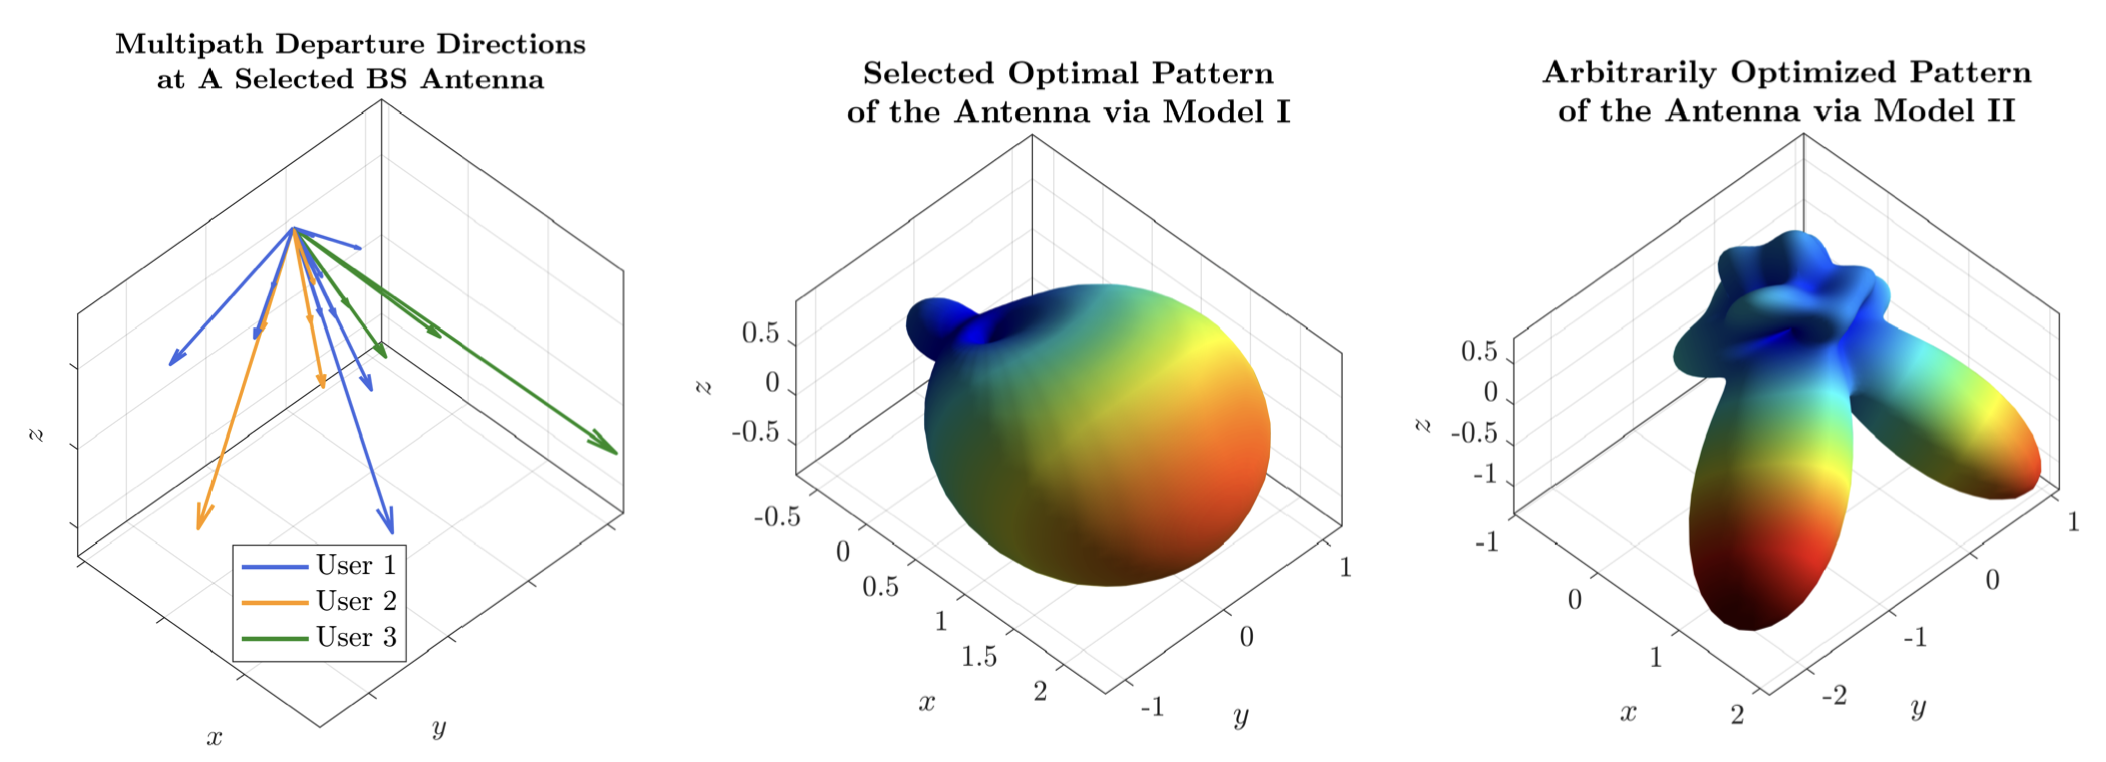 Multipath Departure Directions
at A Selected BS Antenna
z
x
y
User 1
User 2
User 3
Selected Optimal Pattern
of the Antenna via Model I
0.5
0
-0.5
z
-0.5
0
0.5
1
1.5
2
x
-1
0
1
y
Arbitrarily Optimized Pattern
of the Antenna via Model II
0.5
0
-0.5
-1
z
-1
0
1
2
x
-2
-1
0
1
y